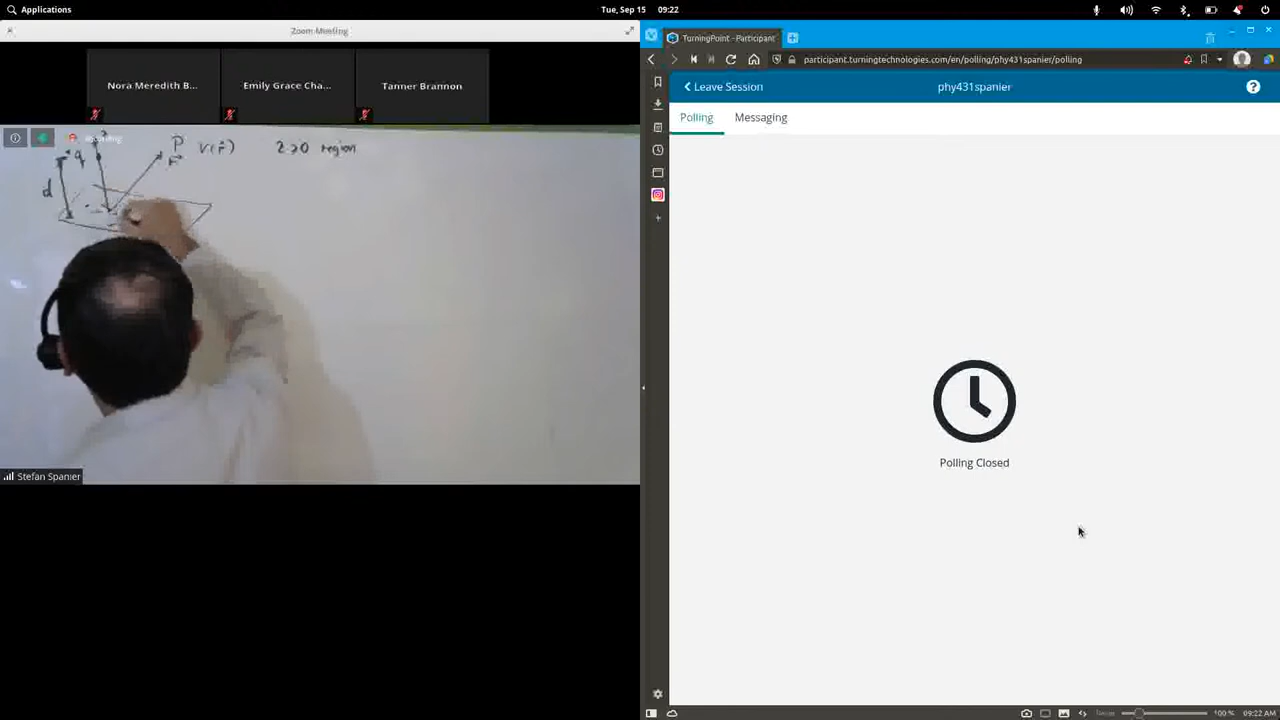 Applications
Tue, Sep 15
09:22
Zoom Meeting
Nora Meredith B...
Emily Grace Cha...
Tanner Brannon
q
d
P V(r⃗) z>0 region
r⃗
Stefan Spanier
09:22
TurningPoint - Participant
participant.turningtechnologies.com/en/polling/phy431spanier/polling
Leave Session
phy431spanier
?
Polling
Messaging
Polling Closed
100 %
09:22 AM